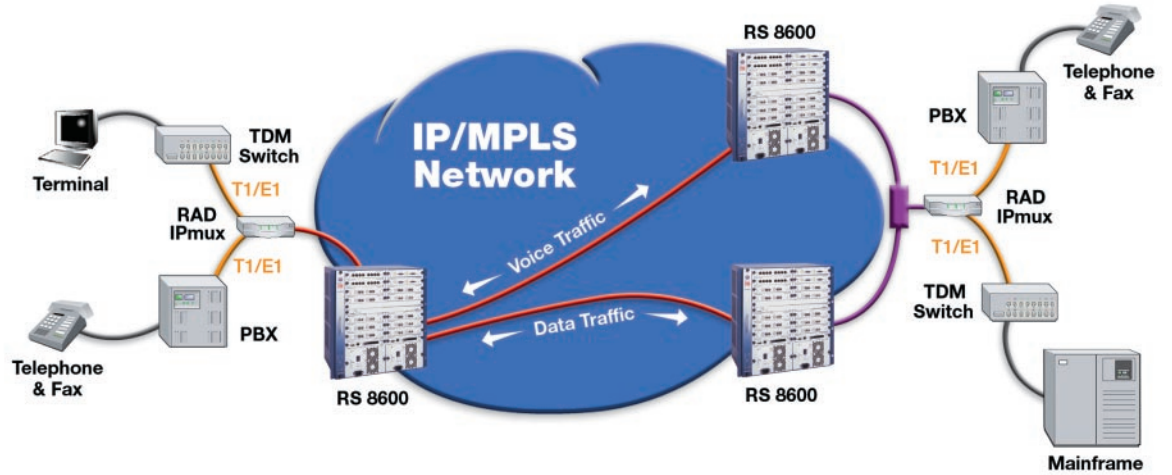 Terminal
TDM
Switch
T1/E1
RAD
IPmux
T1/E1
PBX
Telephone
& Fax
IP/MPLS
Network
Voice Traffic
Data Traffic
RS 8600
RS 8600
RS 8600
Telephone
& Fax
PBX
T1/E1
RAD
IPmux
T1/E1
TDM
Switch
Mainframe